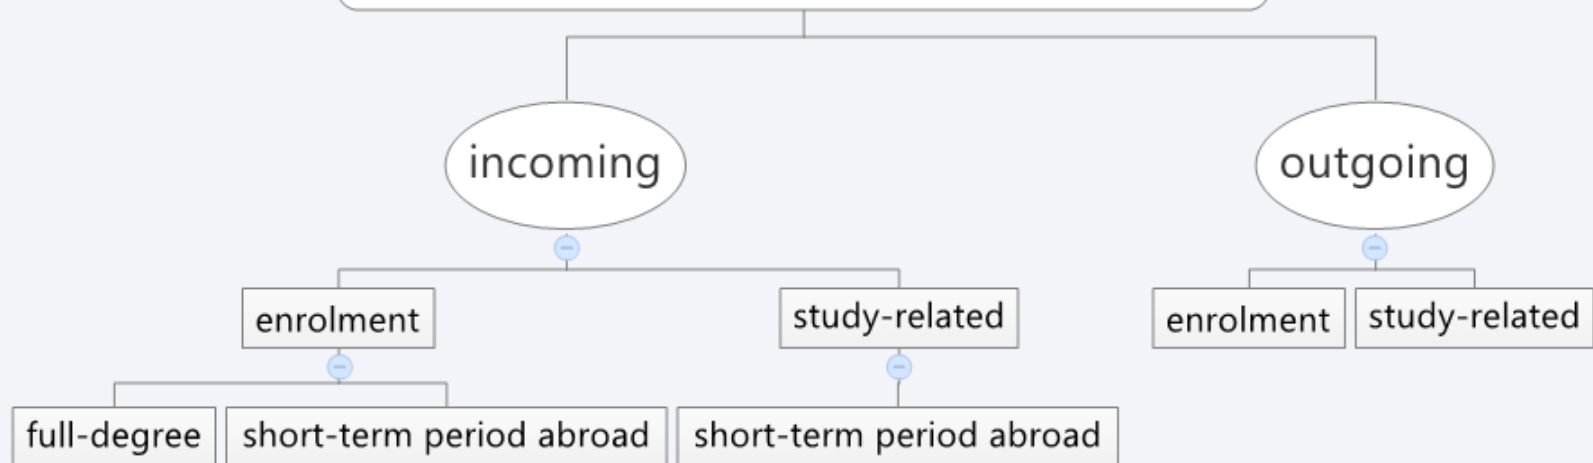 incoming
outgoing
enrolment
study-related
enrolment
study-related
full-degree
short-term period abroad
short-term period abroad